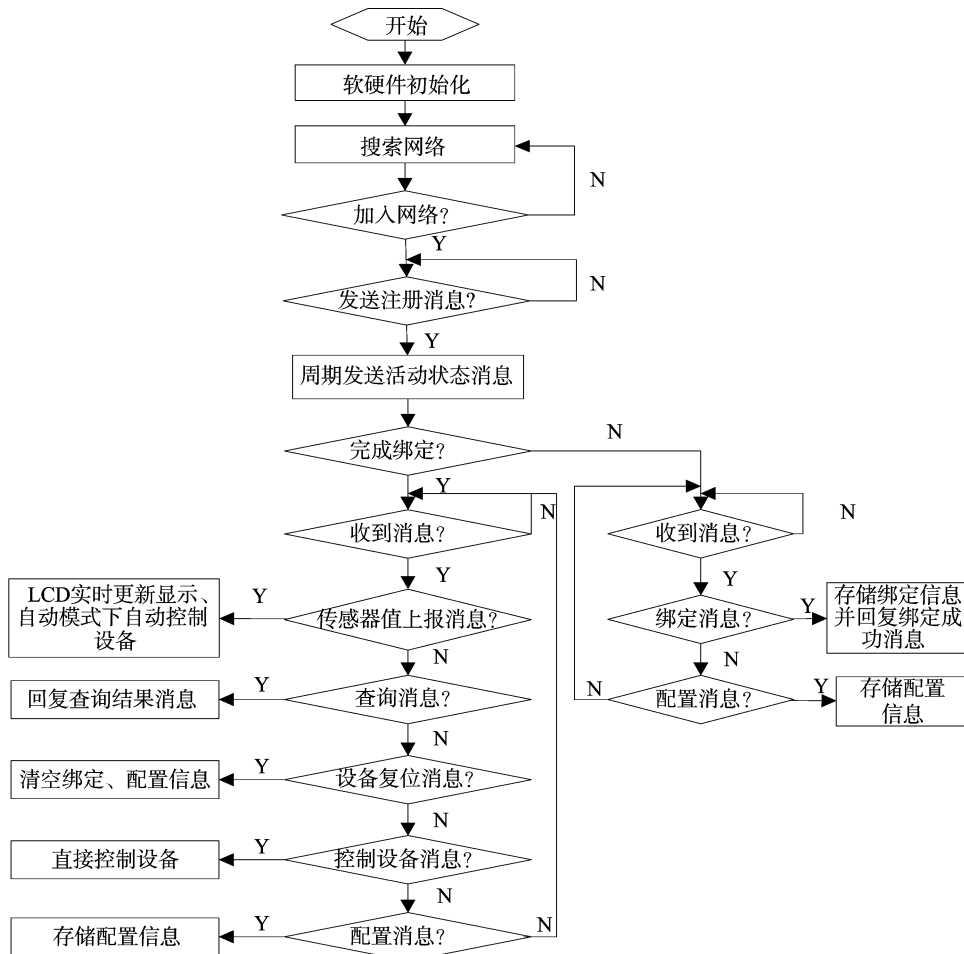 开始
软硬件初始化
搜索网络
N
加入网络？
Y
N
发送注册消息？
Y
周期发送活动状态消息
N
完成绑定？
Y
收到消息？
N
收到消息？
N
Y
Y
LCD实时更新显示、
自动模式下自动控制
设备
Y
传感器值上报消息？
绑定消息？
Y
存储绑定信息
并回复绑定成
功消息
N
N
回复查询结果消息
Y
查询消息？
N
配置消息？
Y
存储配置
信息
N
清空绑定、配置信息
Y
设备复位消息？
N
直接控制设备
Y
控制设备消息？
N
存储配置信息
Y
配置消息？
N